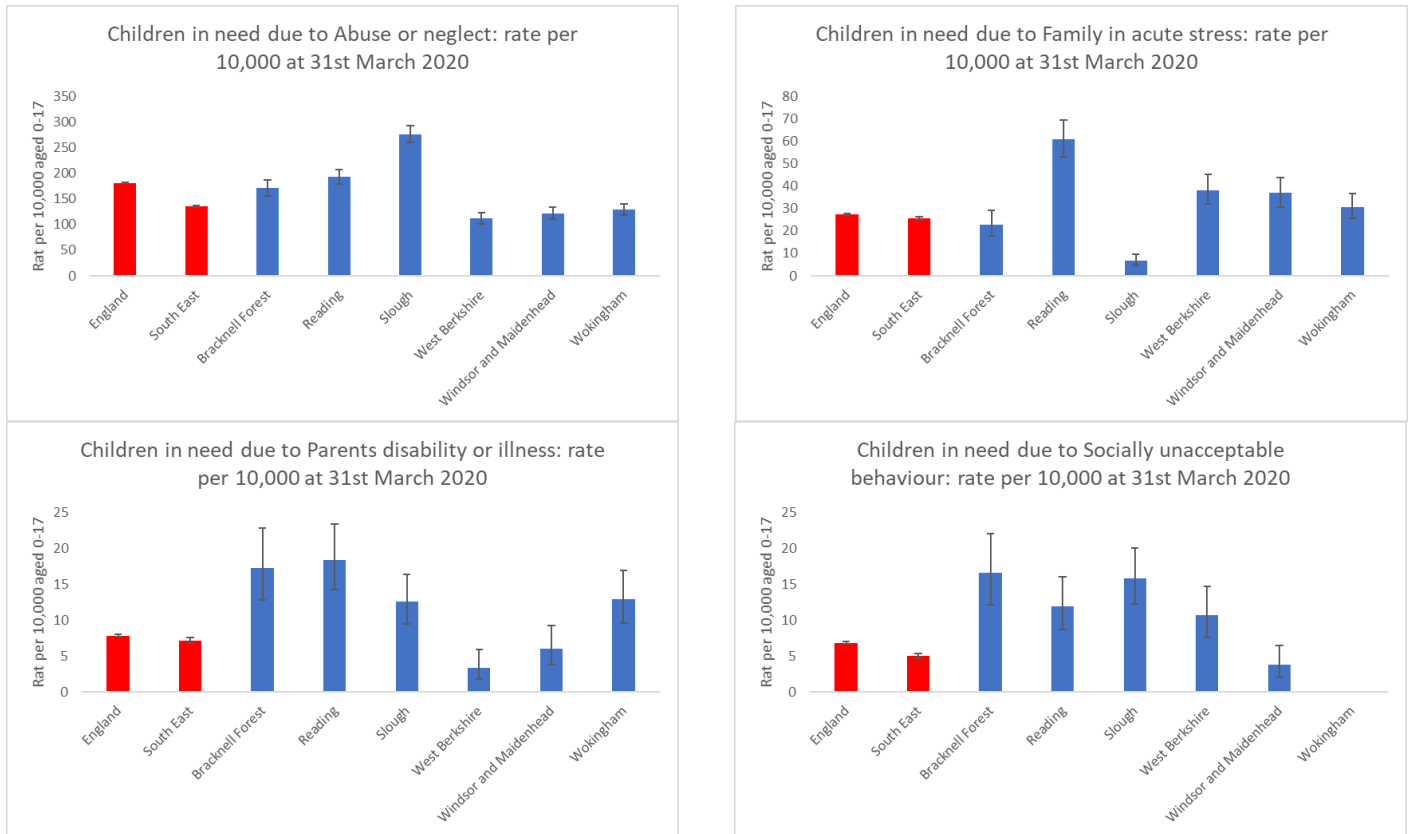 Children in need due to Abuse or neglect: rate per
10,000 at 31st March 2020
Rat per 10,000 aged 0-17
350
300
250
200
150
100
50
0
England
South East
Bracknell Forest
Reading
Slough
West Berkshire
Windsor and Maidenhead
Wokingham
Children in need due to Family in acute stress: rate per
10,000 at 31st March 2020
Rate per 10,000 aged 0-17
80
70
60
50
40
30
20
10
0
England
South East
Bracknell Forest
Reading
Slough
West Berkshire
Windsor and Maidenhead
Wokingham
Children in need due to Parents disability or illness: rate
per 10,000 at 31st March 2020
Rat per 10,000 aged 0-17
25
20
15
10
5
0
England
South East
Bracknell Forest
Reading
Slough
West Berkshire
Windsor and Maidenhead
Wokingham
Children in need due to Socially unacceptable
behaviour: rate per 10,000 at 31st March 2020
Rat per 10,000 aged 0-17
25
20
15
10
5
0
England
South East
Bracknell Forest
Reading
Slough
West Berkshire
Windsor and Maidenhead
Wokingham